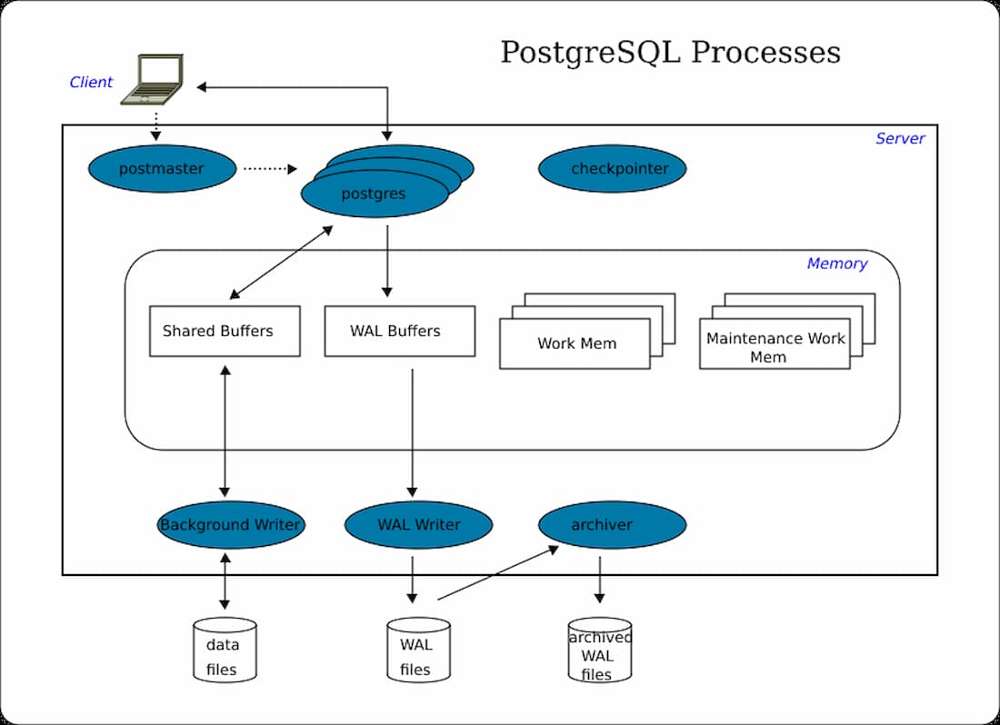 PostgreSQL Processes
Client
Server
postmaster
postgres
checkpointer
Memory
Shared Buffers
WAL Buffers
Work Mem
Maintenance Work
Mem
Background Writer
WAL Writer
archiver
data
files
WAL
files
archived
WAL
files